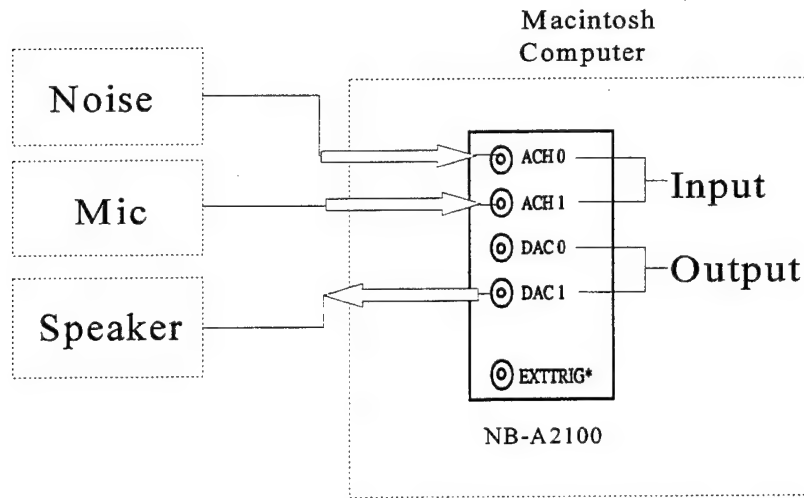 Macintosh
Computer
Noise
Mic
Speaker
ACH 0
ACH 1
DAC 0
DAC 1
EXTTRIG*
Input
Output
NB-A2100